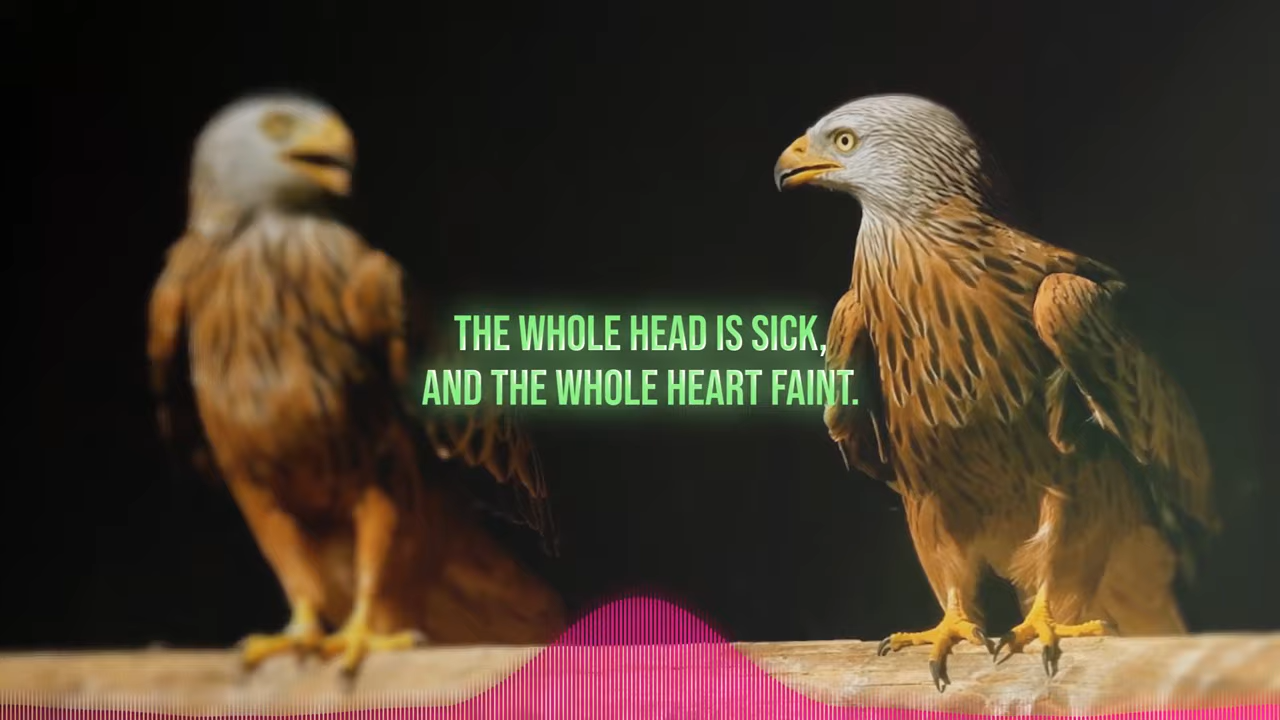 THE WHOLE HEAD IS SICK,
AND THE WHOLE HEART FAINT.